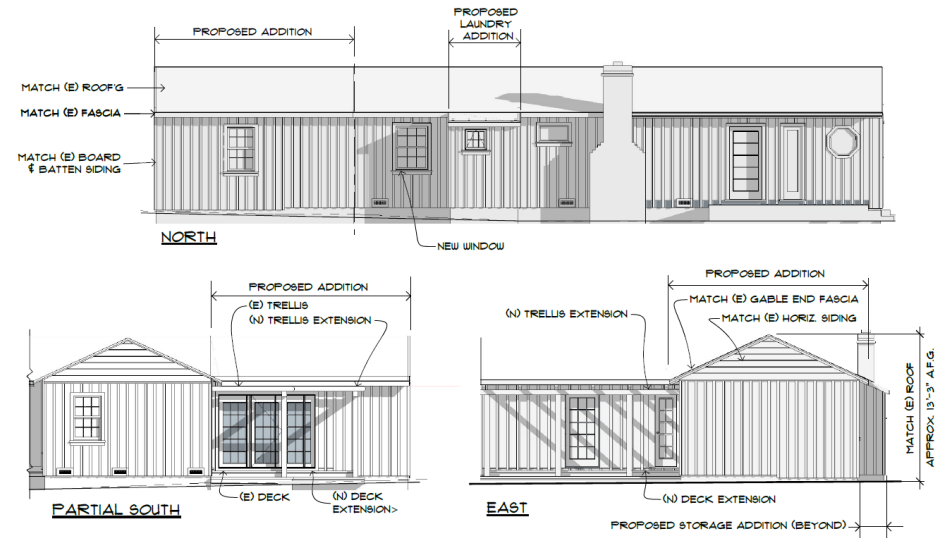 PROPOSED ADDITION
PROPOSED
LAUNDRY
ADDITION
MATCH (E) ROOF'G
MATCH (E) FASCIA
MATCH (E) BOARD
& BATTEN SIDING
NORTH
NEW WINDOW
PROPOSED ADDITION
(E) TRELLIS
(N) TRELLIS EXTENSION
(E) DECK
(N) DECK
EXTENSION>
PARTIAL SOUTH
PROPOSED ADDITION
MATCH (E) GABLE END FASCIA
(N) TRELLIS EXTENSION
MATCH (E) HORIZ. SIDING
MATCH (E) ROOF
APPROX. 13'-3" A.F.G.
(N) DECK EXTENSION
EAST
PROPOSED STORAGE ADDITION (BEYOND)